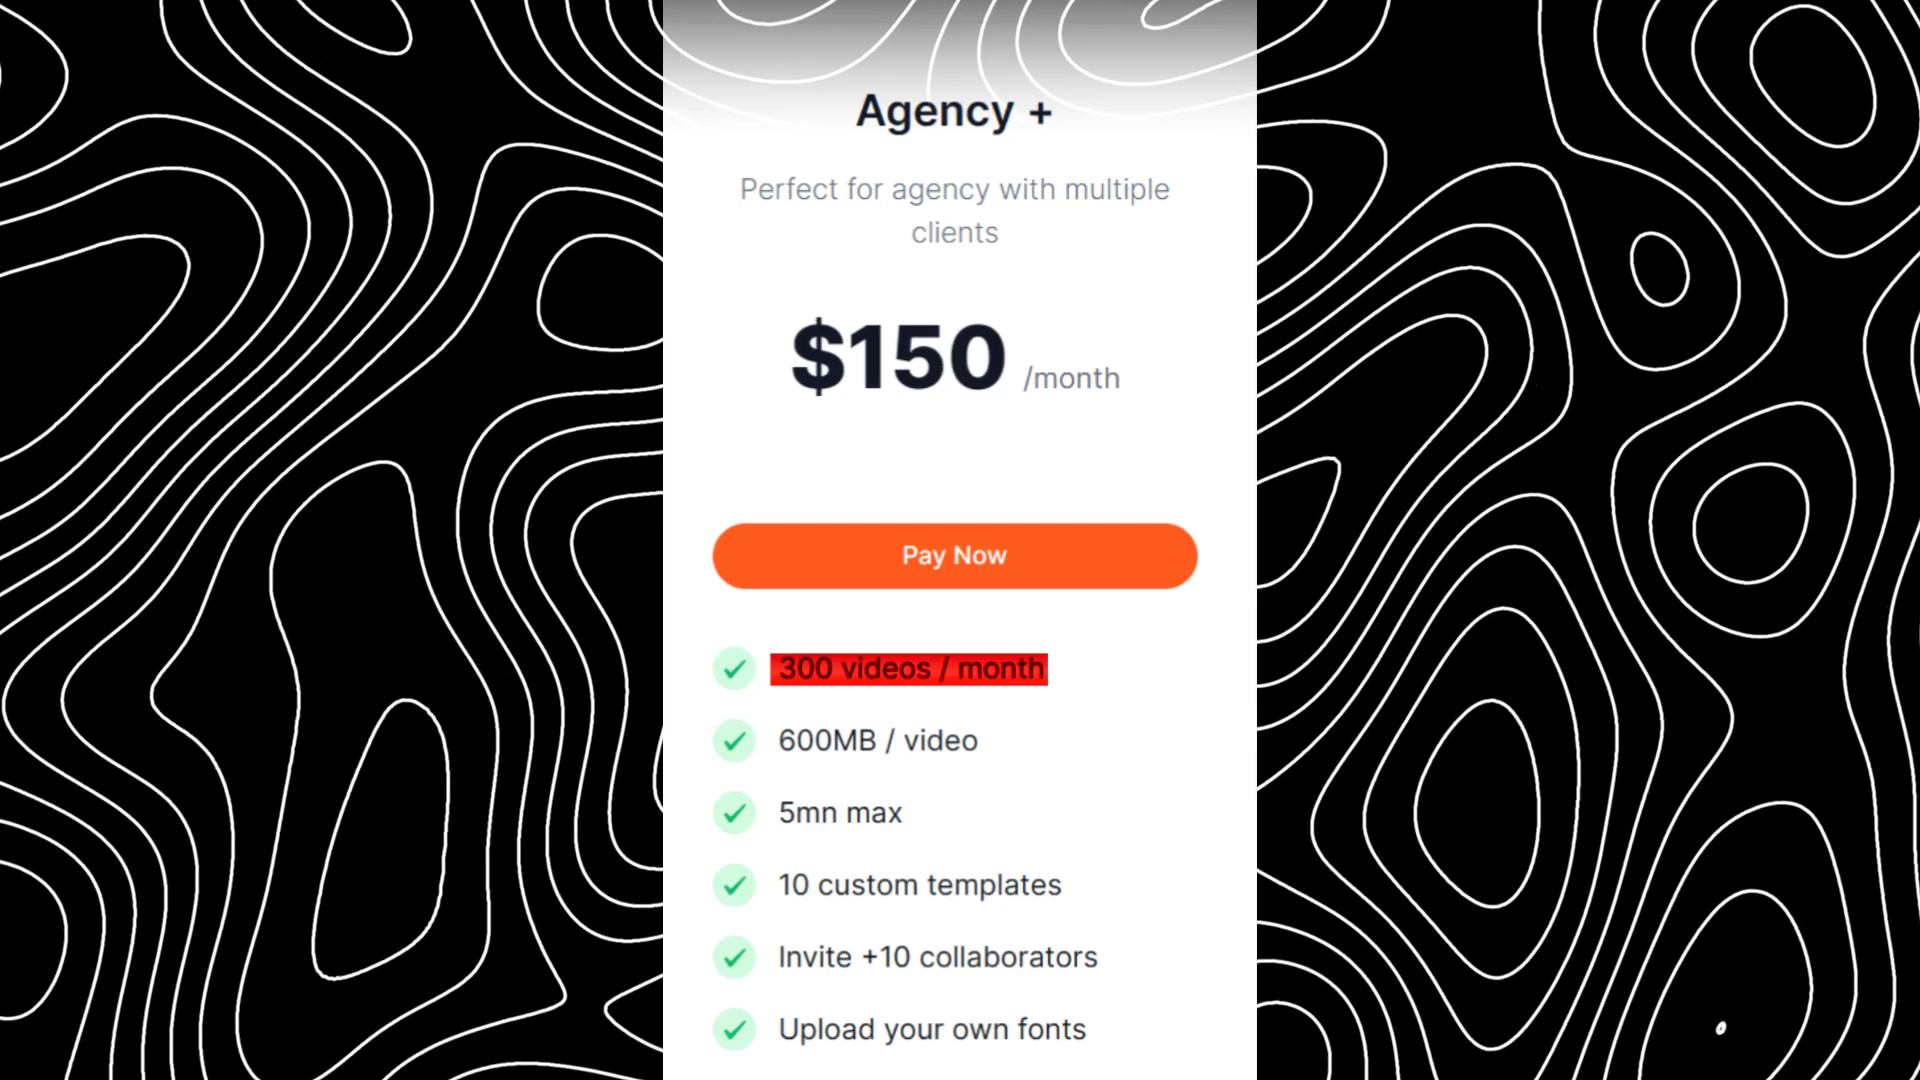 Agency +
Perfect for agency with multiple
clients
$150 /month
Pay Now
300 videos / month
600MB / video
5mn max
10 custom templates
Invite +10 collaborators
Upload your own fonts